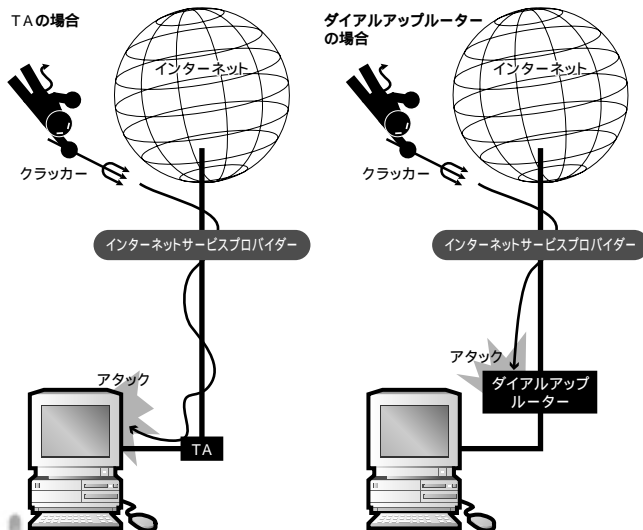 TAの場合
インターネット
クラッカー
インターネットサービスプロバイダー
アタック
TA
ダイアルアップルーター
の場合
インターネット
クラッカー
インターネットサービスプロバイダー
アタック
ダイアルアップ
ルーター